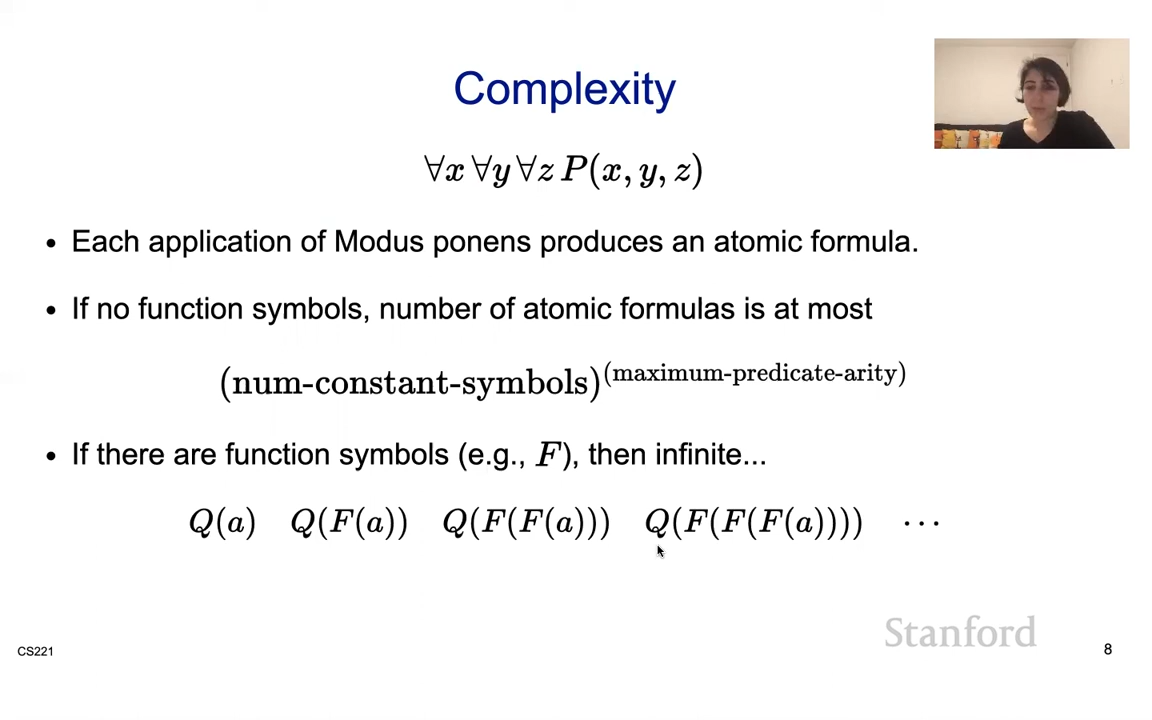 Complexity
∀x ∀y ∀z P(x, y, z)
• Each application of Modus ponens produces an atomic formula.
• If no function symbols, number of atomic formulas is at most
(num-constant-symbols)^(maximum-predicate-arity)
• If there are function symbols (e.g., F), then infinite...
Q(a) Q(F(a)) Q(F(F(a))) Q(F(F(F(a)))) ⋯
Stanford
CS221 8